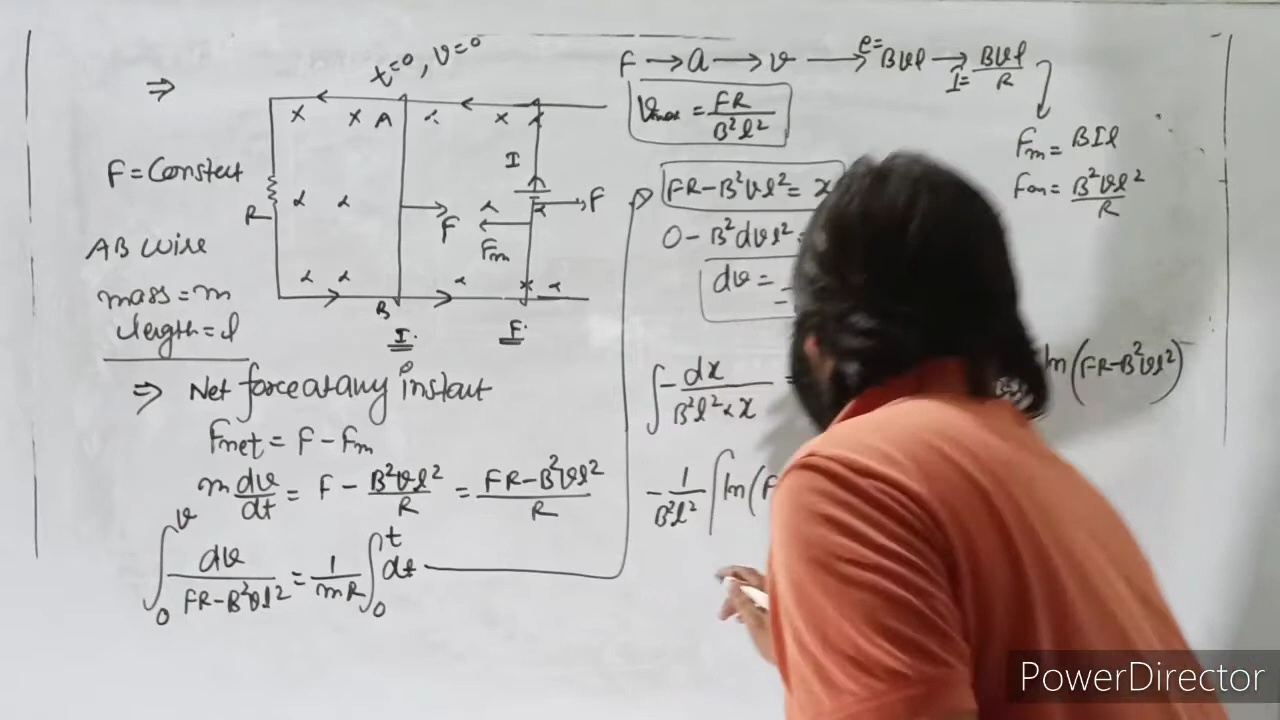 ⇒
t=0, v=0
F = Constant
R
AB wire
mass = m
length = l
A
B
I
F
Fm
F
I.
F.
⇒ Net force at any instant
Fnet = F - Fm
m dv/dt = F - B²vl²/R = FR-B²vl²/R
∫₀ᵛ dv/FR-B²vl² = 1/mR ∫₀ᵗ dt
F → a → v → e= Bvl → I= Bvl/R
Vmax = FR/B²l²
Fm = BIl
Fm = B²vl²/R
FR-B²vl² = x
0 - B²dvl² =
dv = -
∫ - dx/B²l² × x =
ln(FR-B²vl²)
- 1/B²l² ∫ ln(F
PowerDirector